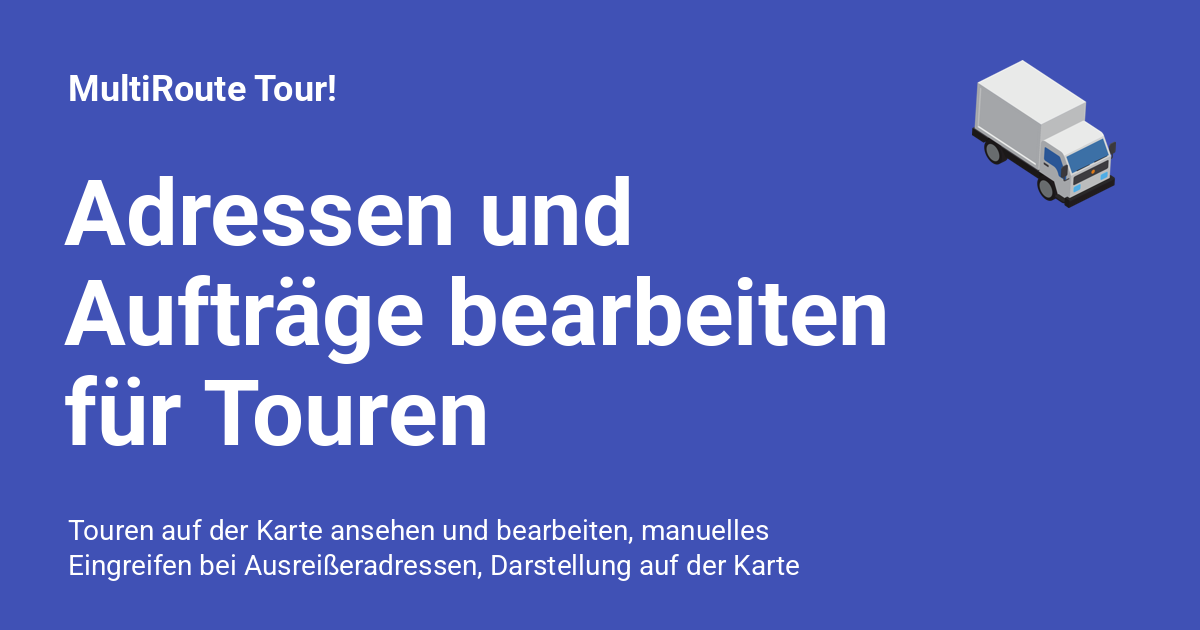 MultiRoute Tour!
Adressen und
Aufträge bearbeiten
für Touren
Touren auf der Karte ansehen und bearbeiten, manuelles
Eingreifen bei Ausreißeradressen, Darstellung auf der Karte